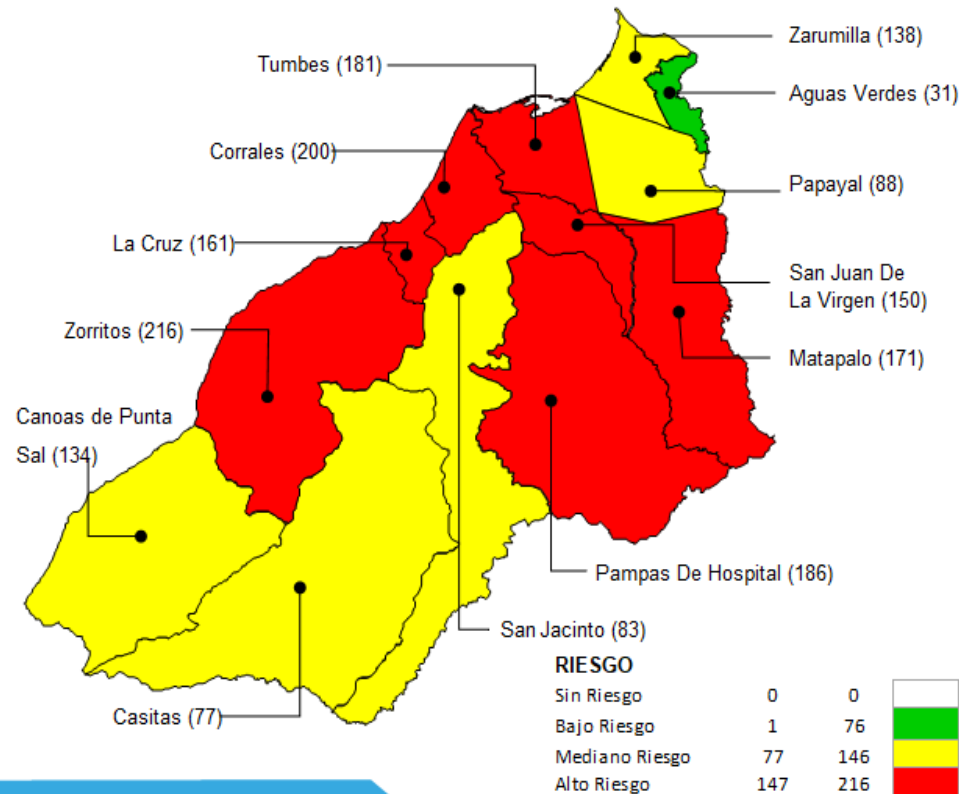 Zarumilla (138)
Tumbes (181)
Aguas Verdes (31)
Corrales (200)
Papayal (88)
La Cruz (161)
San Juan De
La Virgen (150)
Zorritos (216)
Matapalo (171)
Canoas de Punta
Sal (134)
Pampas De Hospital (186)
San Jacinto (83)
Casitas (77)
RIESGO
Sin Riesgo 0 0
Bajo Riesgo 1 76
Mediano Riesgo 77 146
Alto Riesgo 147 216